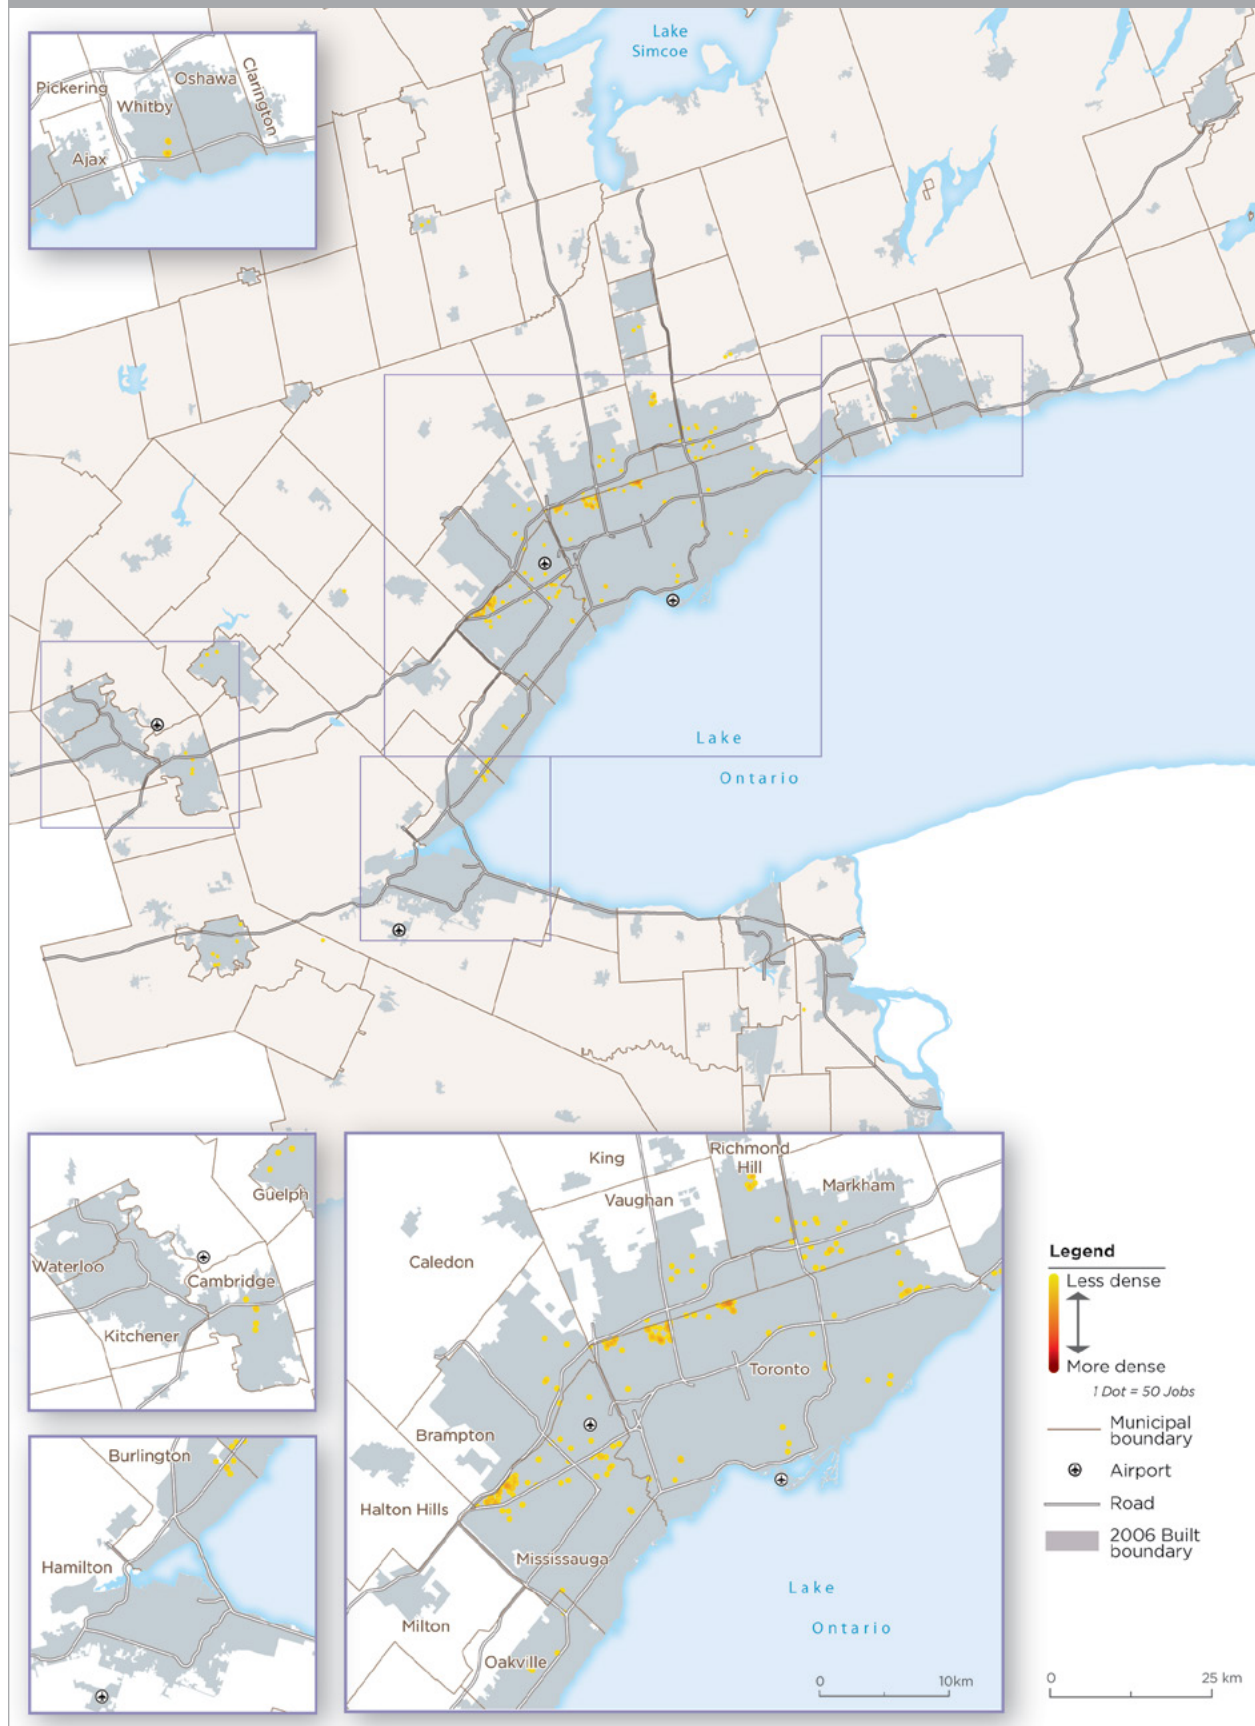 Lake
Simcoe
Pickering
Oshawa
Clarington
Whitby
Ajax
Lake
Ontario
Guelph
Waterloo
Cambridge
Kitchener
Burlington
Hamilton
King
Richmond
Hill
Vaughan
Markham
Caledon
Toronto
Brampton
Halton Hills
Mississauga
Milton
Oakville
Lake
Ontario
0
10km
Legend
Less dense
More dense
1 Dot = 50 Jobs
Municipal
boundary
Airport
Road
2006 Built
boundary
0
25 km